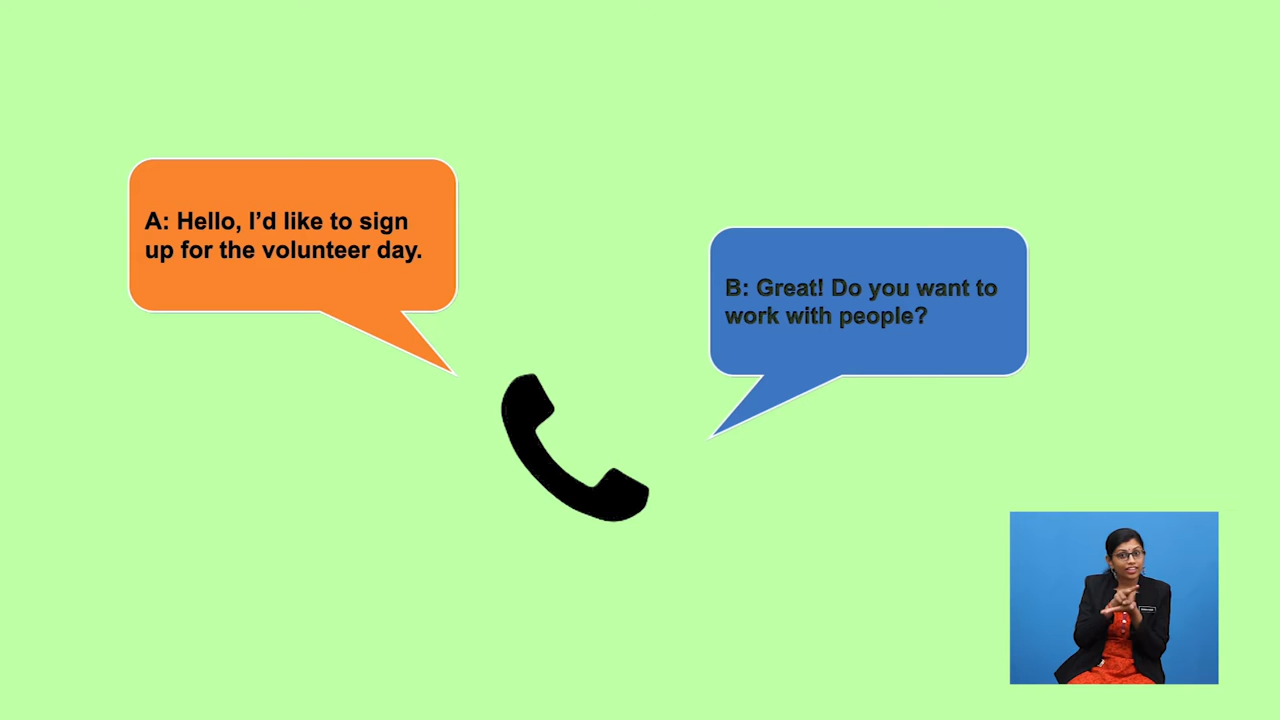 A: Hello, I’d like to sign
up for the volunteer day.
B: Great! Do you want to
work with people?